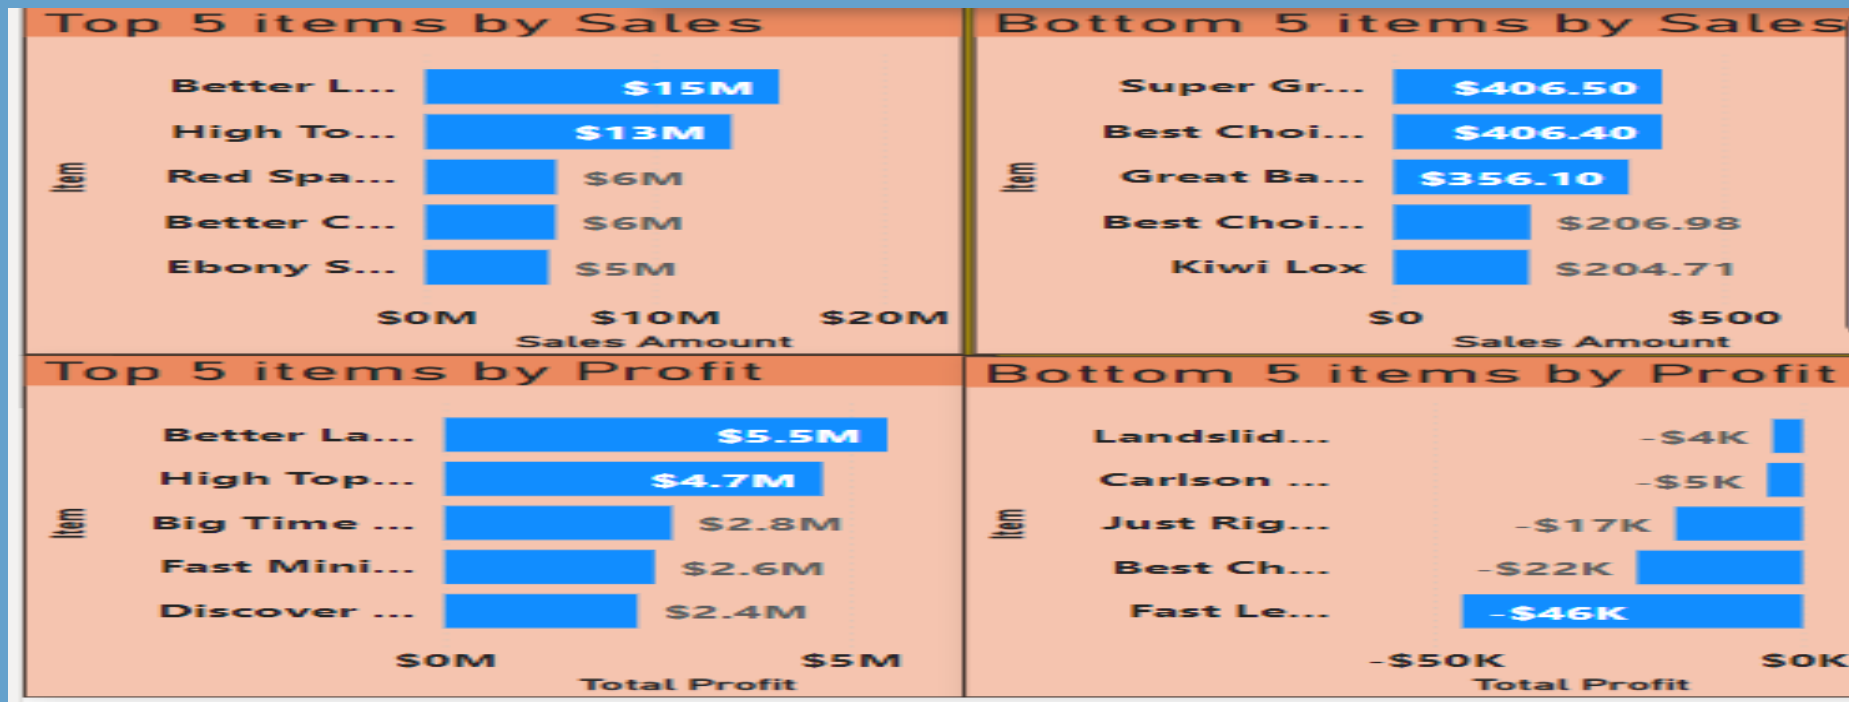 Top 5 items by Sales
Better L...
$15M
High To...
$13M
Red Spa...
$6M
Better C...
$6M
Ebony S...
$5M
Item
$0M $10M $20M
Sales Amount
Bottom 5 items by Sales
Super Gr...
$406.50
Best Choi...
$406.40
Great Ba...
$356.10
Best Choi...
$206.98
Kiwi Lox
$204.71
Item
$0 $500
Sales Amount
Top 5 items by Profit
Better La...
$5.5M
High Top...
$4.7M
Big Time ...
$2.8M
Fast Mini...
$2.6M
Discover ...
$2.4M
Item
$0M $5M
Total Profit
Bottom 5 items by Profit
Landslid...
-$4K
Carlson ...
-$5K
Just Rig...
-$17K
Best Ch...
-$22K
Fast Le...
-$46K
Item
-$50K $0K
Total Profit